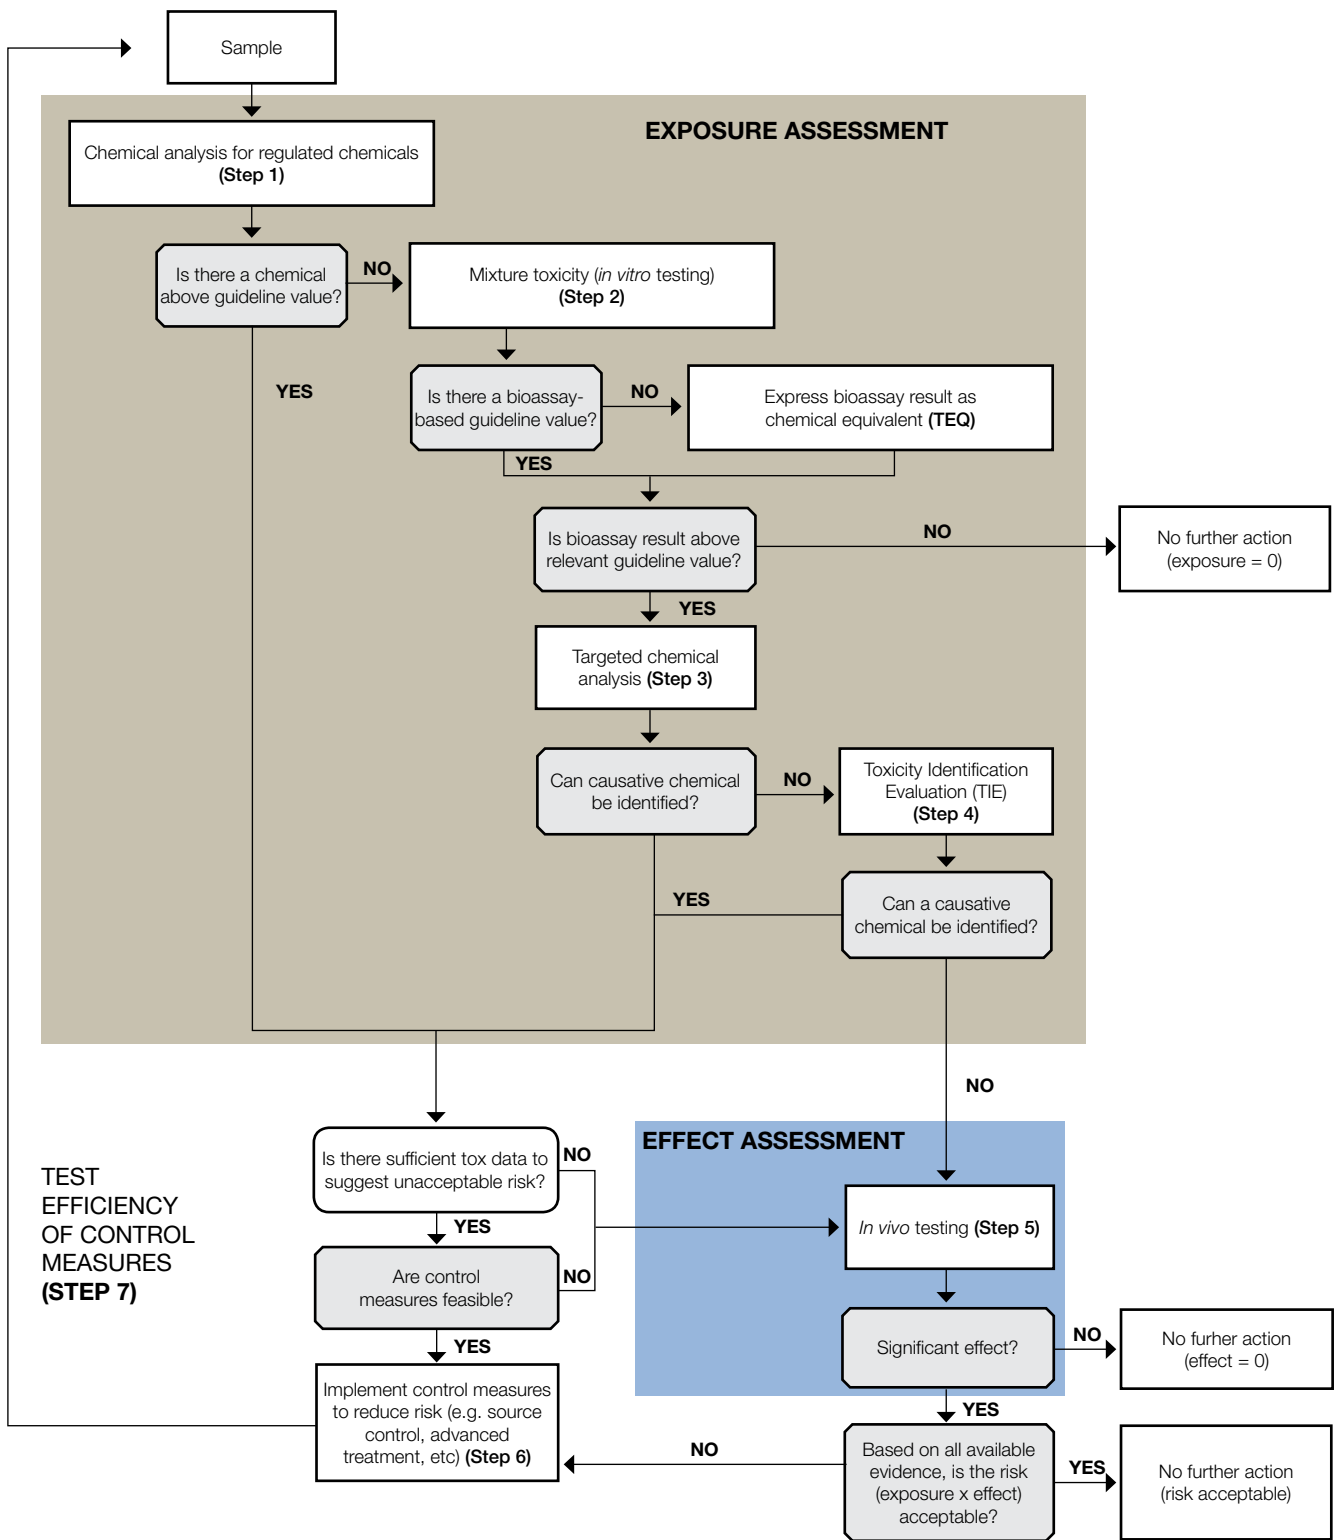 Sample
EXPOSURE ASSESSMENT
Chemical analysis for regulated chemicals
(Step 1)
Is there a chemical
above guideline value?
NO
Mixture toxicity (in vitro testing)
(Step 2)
YES
Is there a bioassay-
based guideline value?
NO
Express bioassay result as
chemical equivalent (TEQ)
YES
Is bioassay result above
relevant guideline value?
NO
No further action
(exposure = 0)
YES
Targeted chemical
analysis (Step 3)
Can causative chemical
be identified?
NO
Toxicity Identification
Evaluation (TIE)
(Step 4)
YES
Can a causative
chemical be identified?
NO
EFFECT ASSESSMENT
Is there sufficient tox data to
suggest unacceptable risk?
NO
TEST
EFFICIENCY
OF CONTROL
MEASURES
(STEP 7)
YES
In vivo testing (Step 5)
Are control
measures feasible?
NO
YES
Significant effect?
NO
No furher action
(effect = 0)
Implement control measures
to reduce risk (e.g. source
control, advanced
treatment, etc) (Step 6)
YES
NO
Based on all available
evidence, is the risk
(exposure x effect)
acceptable?
YES
No further action
(risk acceptable)